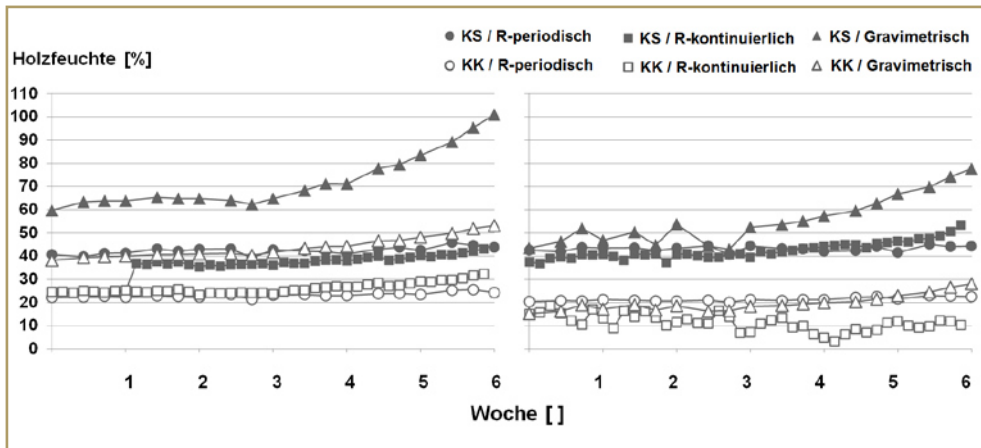 KS / R-periodisch KS / R-kontinuierlich KS / Gravimetrisch
Holzfeuchte [%]
KK / R-periodisch KK / R-kontinuierlich KK / Gravimetrisch
110
100
90
80
70
60
50
40
30
20
10
0
1 2 3 4 5 6 1 2 3 4 5 6
Woche [ ]